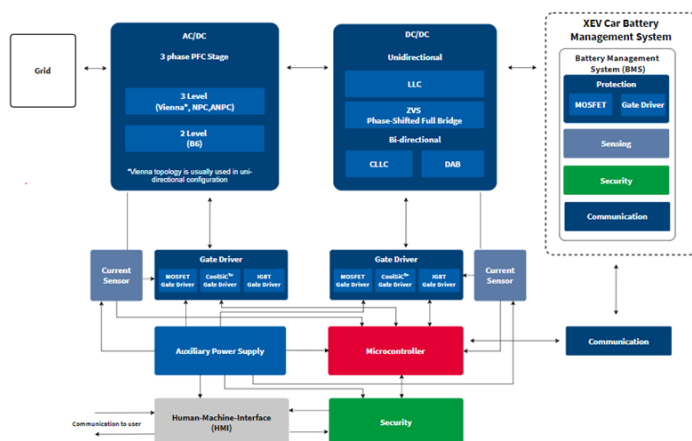 Grid
AC/DC
3 phase PFC Stage
3 Level
(Vienna*, NPC,ANPC)
2 Level
(B6)
*Vienna topology is usually used in uni-
directional configuration
DC/DC
Unidirectional
LLC
ZVS
Phase-Shifted Full Bridge
Bi-directional
CLLC
DAB
XEV Car Battery
Management System
Battery Management
System (BMS)
Protection
MOSFET
Gate Driver
Sensing
Security
Communication
Current
Sensor
Gate Driver
MOSFET
Gate Driver
CoolSiC™
Gate Driver
IGBT
Gate Driver
Gate Driver
MOSFET
Gate Driver
CoolSiC™
Gate Driver
IGBT
Gate Driver
Current
Sensor
Auxiliary Power Supply
Microcontroller
Communication
Communication to user
Human-Machine-Interface
(HMI)
Security